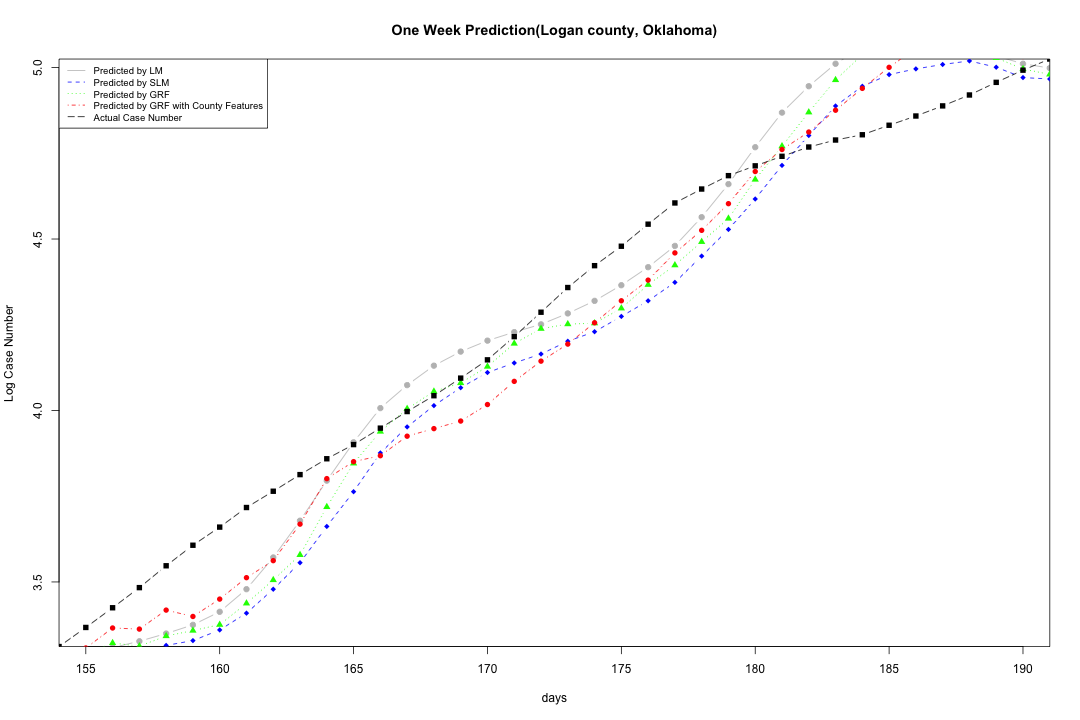 One Week Prediction(Logan county, Oklahoma)
Predicted by LM
Predicted by SLM
Predicted by GRF
Predicted by GRF with County Features
Actual Case Number
5.0
4.5
4.0
3.5
Log Case Number
155 160 165 170 175 180 185 190
days